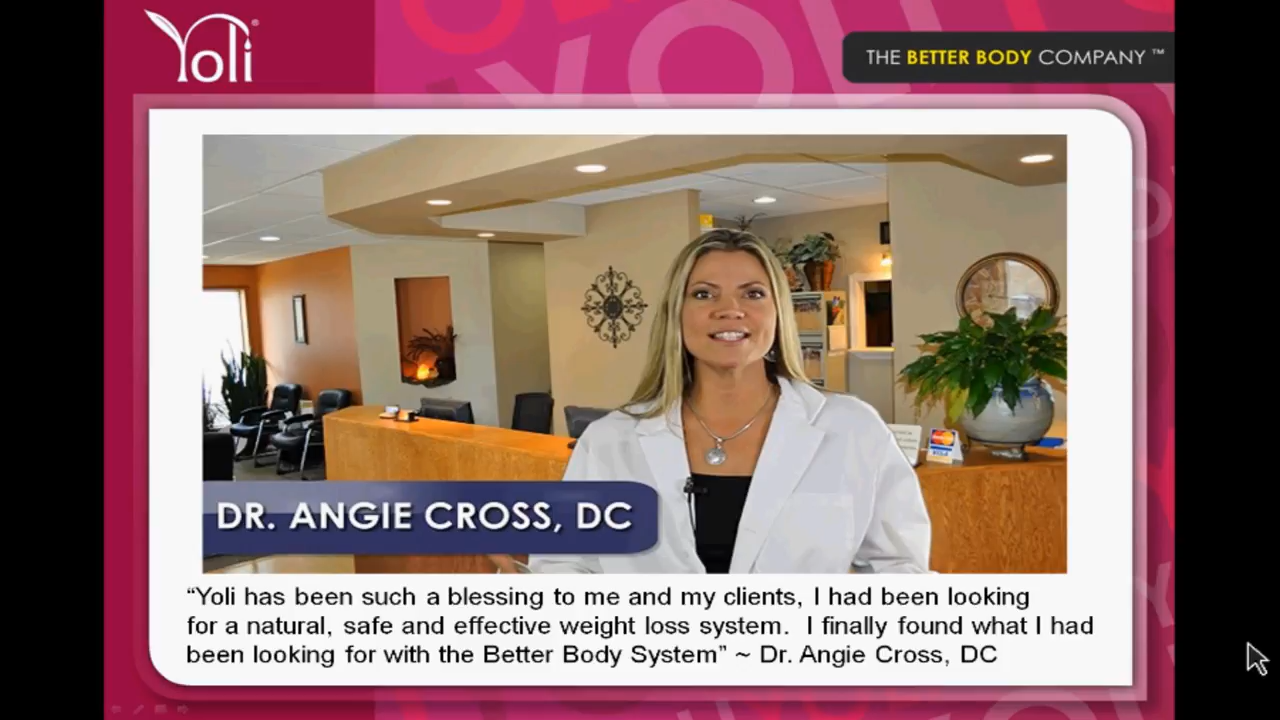 Yoli®
THE BETTER BODY COMPANY™
DR. ANGIE CROSS, DC
VISA
“Yoli has been such a blessing to me and my clients, I had been looking
for a natural, safe and effective weight loss system. I finally found what I had
been looking for with the Better Body System” ~ Dr. Angie Cross, DC